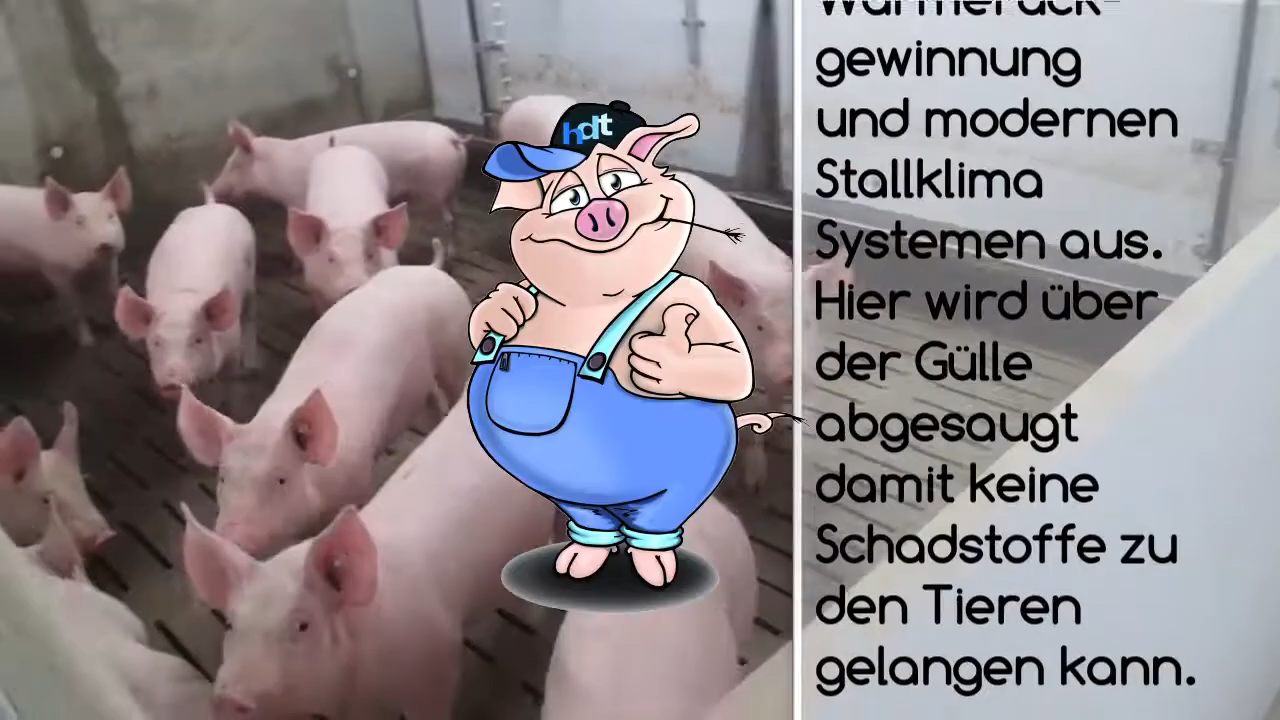 hdt
Wärmerück-
gewinnung
und modernen
Stallklima
Systemen aus.
Hier wird über
der Gülle
abgesaugt
damit keine
Schadstoffe zu
den Tieren
gelangen kann.